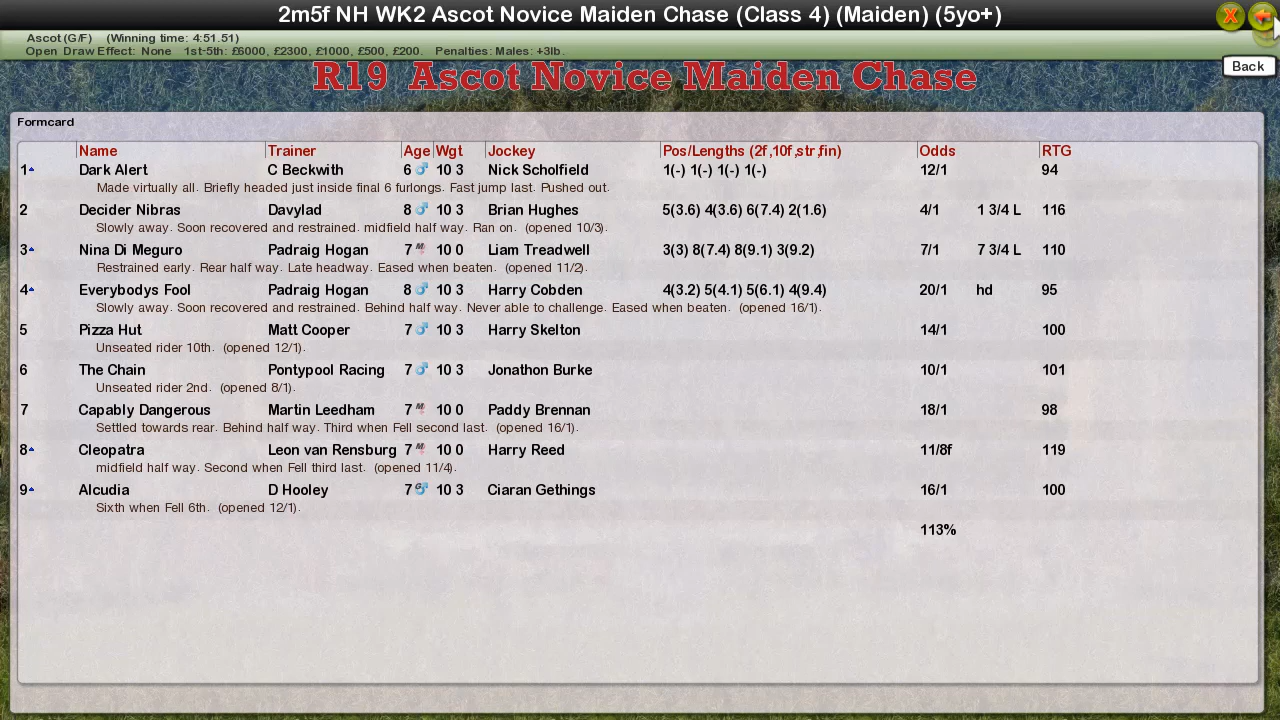 2m5f NH WK2 Ascot Novice Maiden Chase (Class 4) (Maiden) (5yo+)
Ascot (G/F) (Winning time: 4:51.51)
Open Draw Effect: None 1st-5th: £6000, £2300, £1000, £500, £200. Penalties: Males: +3lb.
R19 Ascot Novice Maiden Chase
Back
Formcard
Name Trainer Age Wgt Jockey Pos/Lengths (2f,10f,str,fin) Odds RTG
1 Dark Alert C Beckwith 6 10 3 Nick Scholfield 1(-) 1(-) 1(-) 1(-) 12/1 94
Made virtually all. Briefly headed just inside final 6 furlongs. Fast jump last. Pushed out.
2 Decider Nibras Davylad 8 10 3 Brian Hughes 5(3.6) 4(3.6) 6(7.4) 2(1.6) 4/1 1 3/4 L 116
Slowly away. Soon recovered and restrained. midfield half way. Ran on. (opened 10/3).
3 Nina Di Meguro Padraig Hogan 7 M 10 0 Liam Treadwell 3(3) 8(7.4) 8(9.1) 3(9.2) 7/1 7 3/4 L 110
Restrained early. Rear half way. Late headway. Eased when beaten. (opened 11/2).
4 Everybodys Fool Padraig Hogan 8 10 3 Harry Cobden 4(3.2) 5(4.1) 5(6.1) 4(9.4) 20/1 hd 95
Slowly away. Soon recovered and restrained. Behind half way. Never able to challenge. Eased when beaten. (opened 16/1).
5 Pizza Hut Matt Cooper 7 10 3 Harry Skelton 14/1 100
Unseated rider 10th. (opened 12/1).
6 The Chain Pontypool Racing 7 10 3 Jonathon Burke 10/1 101
Unseated rider 2nd. (opened 8/1).
7 Capably Dangerous Martin Leedham 7 M 10 0 Paddy Brennan 18/1 98
Settled towards rear. Behind half way. Third when Fell second last. (opened 16/1).
8 Cleopatra Leon van Rensburg 7 M 10 0 Harry Reed 11/8f 119
midfield half way. Second when Fell third last. (opened 11/4).
9 Alcudia D Hooley 7 G 10 3 Ciaran Gethings 16/1 100
Sixth when Fell 6th. (opened 12/1).
113%